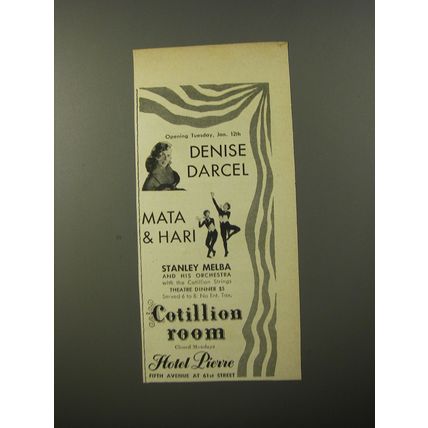 Opening Tuesday, Jan. 12th
DENISE
DARCEL
MATA
& HARI
STANLEY MELBA
AND HIS ORCHESTRA
with the Cotillion Strings
THEATRE DINNER $5
Served 6 to 8. No Ent. Tax.
Cotillion
room
Closed Mondays
Hotel Pierre
FIFTH AVENUE AT 61st STREET